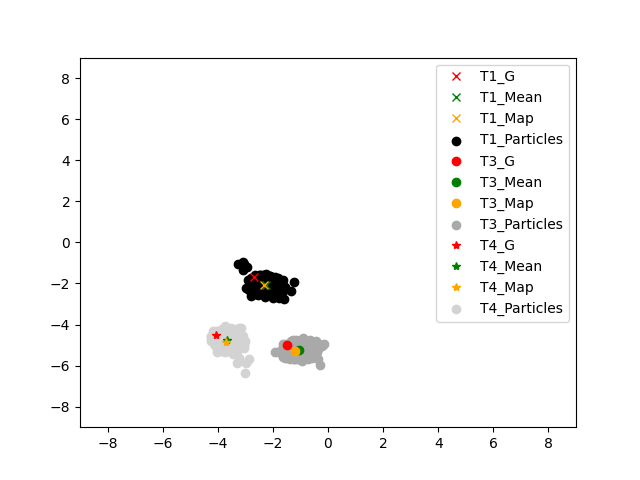 8
6
4
2
0
−2
−4
−6
−8
−8 −6 −4 −2 0 2 4 6 8
T1_G
T1_Mean
T1_Map
T1_Particles
T3_G
T3_Mean
T3_Map
T3_Particles
T4_G
T4_Mean
T4_Map
T4_Particles